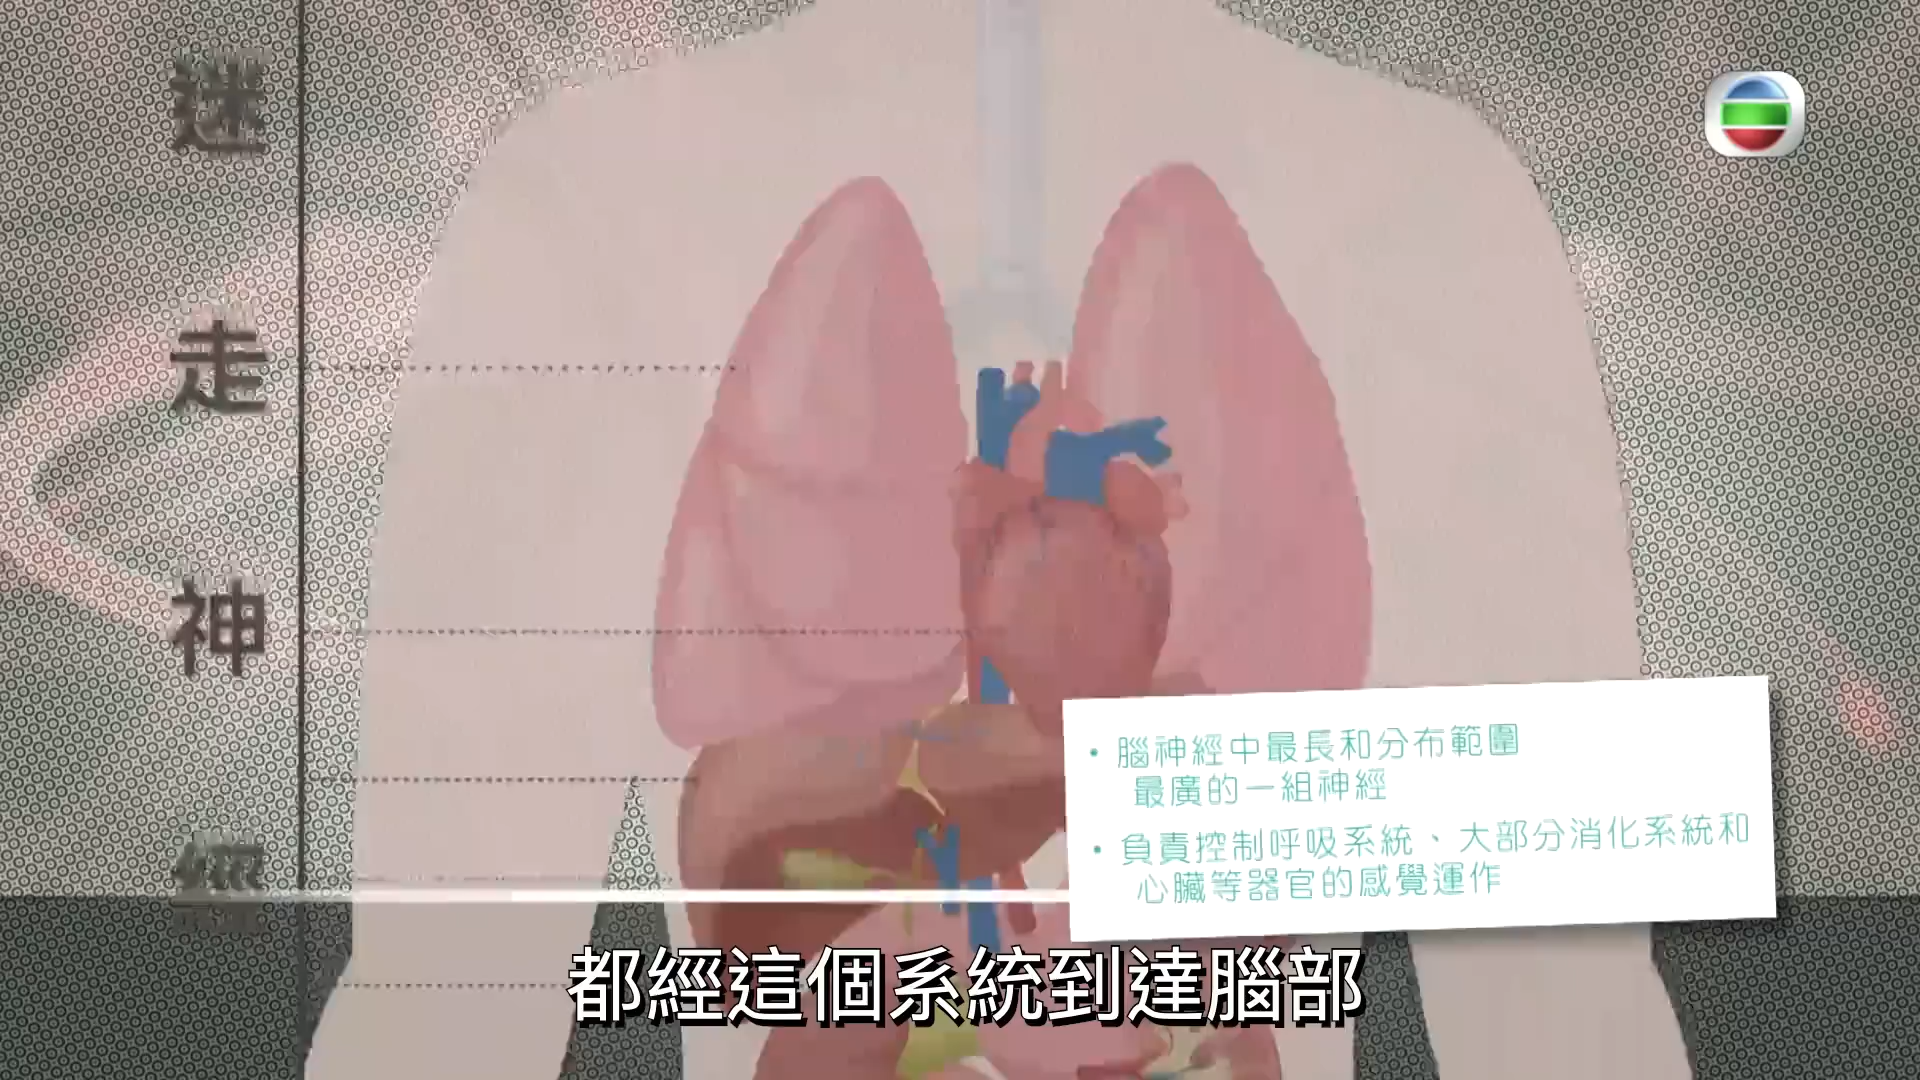 迷走神經
• 腦神經中最長和分布範圍
最廣的一組神經
• 負責控制呼吸系統、大部分消化系統和
心臟等器官的感覺運作
都經這個系統到達腦部